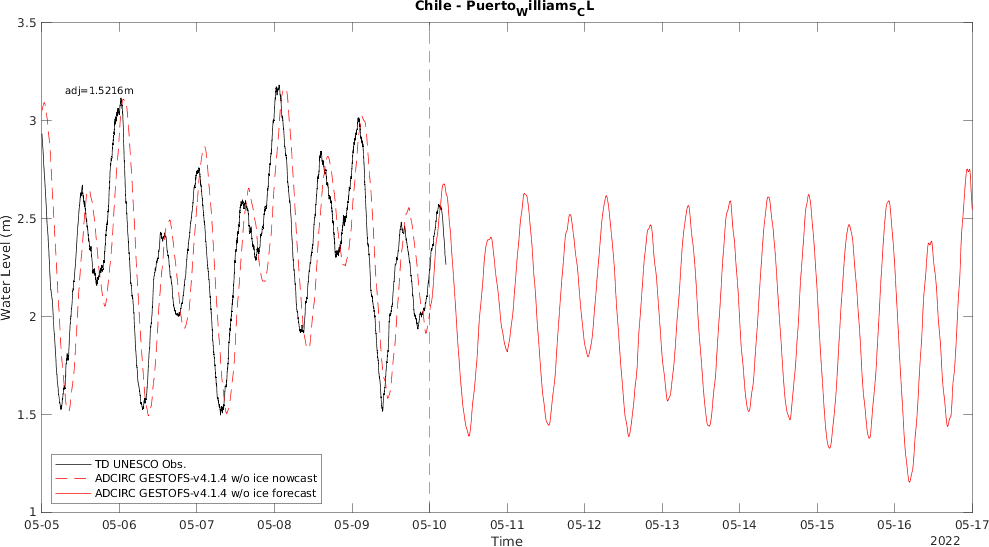 Chile - PuertoWilliamsCL
3.5
adj=1.5216m
3
2.5
Water Level (m)
2
1.5
TD UNESCO Obs.
ADCIRC GESTOFS-v4.1.4 w/o ice nowcast
ADCIRC GESTOFS-v4.1.4 w/o ice forecast
1
05-05 05-06 05-07 05-08 05-09 05-10 05-11 05-12 05-13 05-14 05-15 05-16 05-17
Time
2022